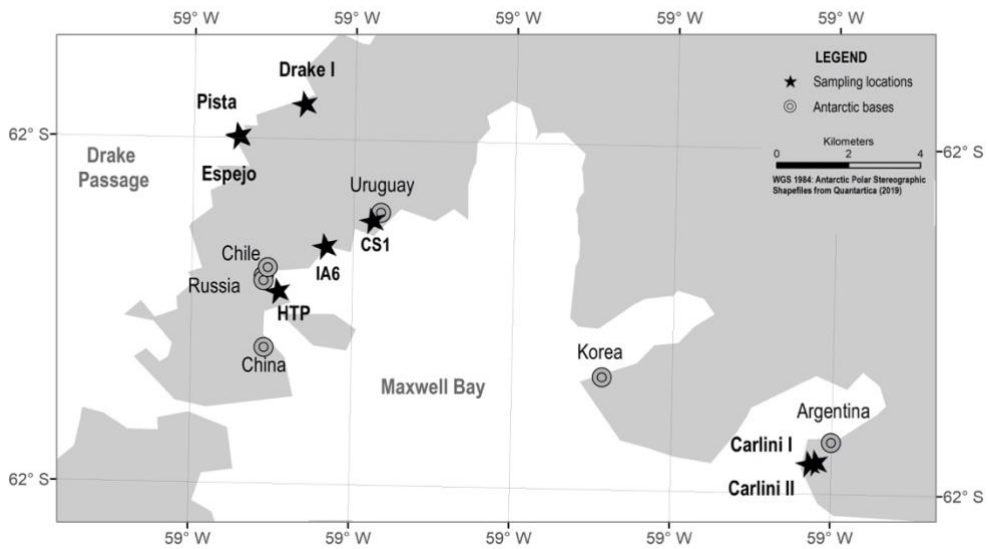 59° W 59° W 59° W 59° W 59° W
LEGEND
Sampling locations
Antarctic bases
Kilometers
0 2 4
WGS 1984: Antarctic Polar Stereographic
Shapefiles from Quantartica (2019)
Drake I
Pista
62° S
62° S
Drake
Passage
Espejo
Uruguay
CS1
Chile
IA6
Russia
HTP
China
Korea
Maxwell Bay
Argentina
Carlini I
Carlini II
62° S
62° S
59° W 59° W 59° W 59° W 59° W